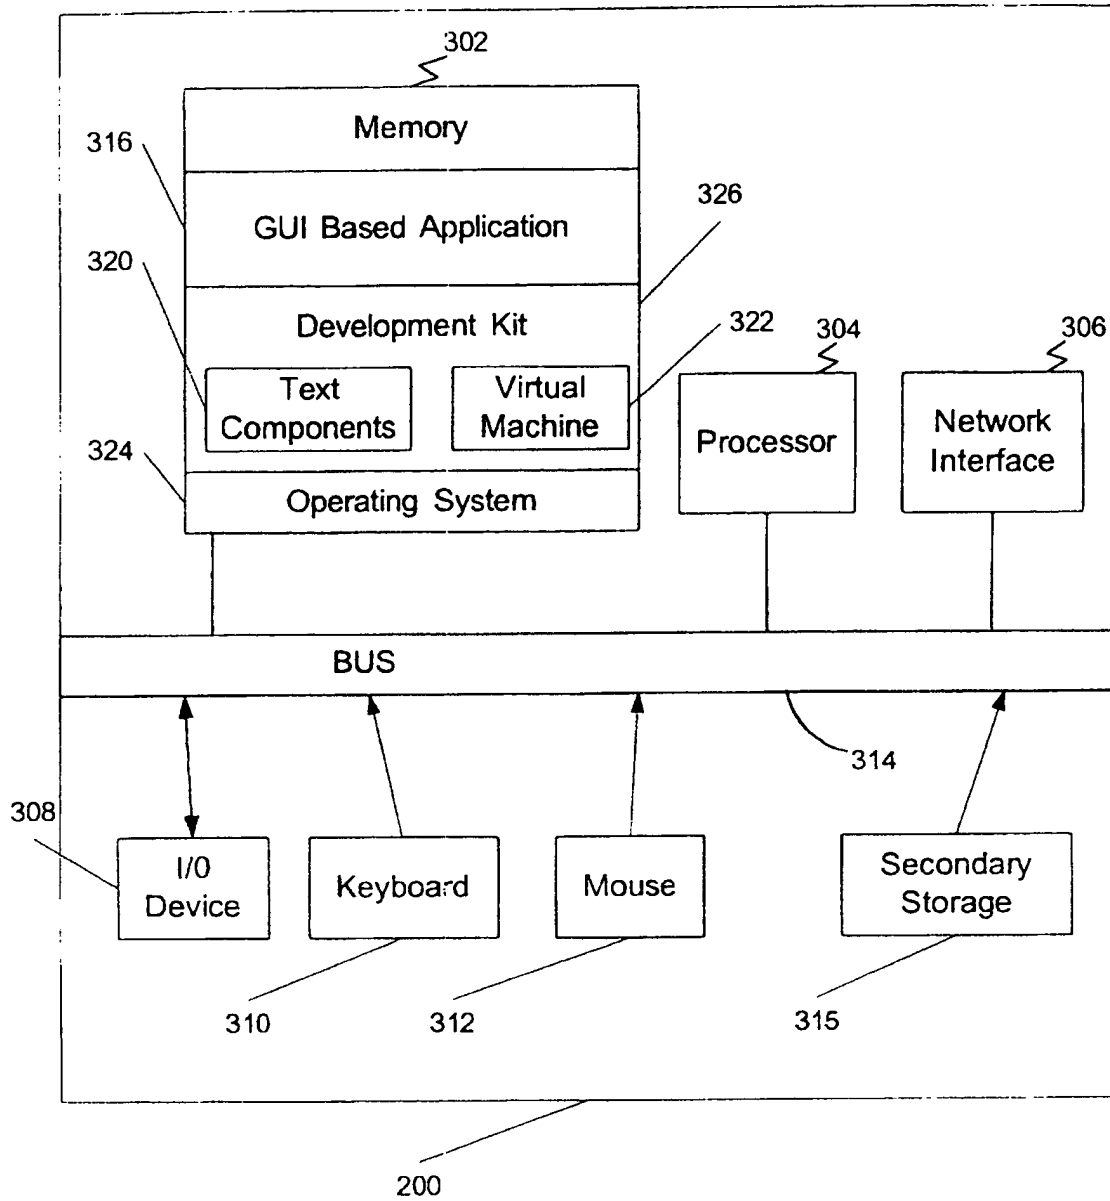 302
Memory
316
GUI Based Application
326
320
Development Kit
322
304
306
Text
Components
Virtual
Machine
Processor
Network
Interface
324
Operating System
BUS
314
308
I/0
Device
Keyboard
Mouse
Secondary
Storage
310
312
315
200